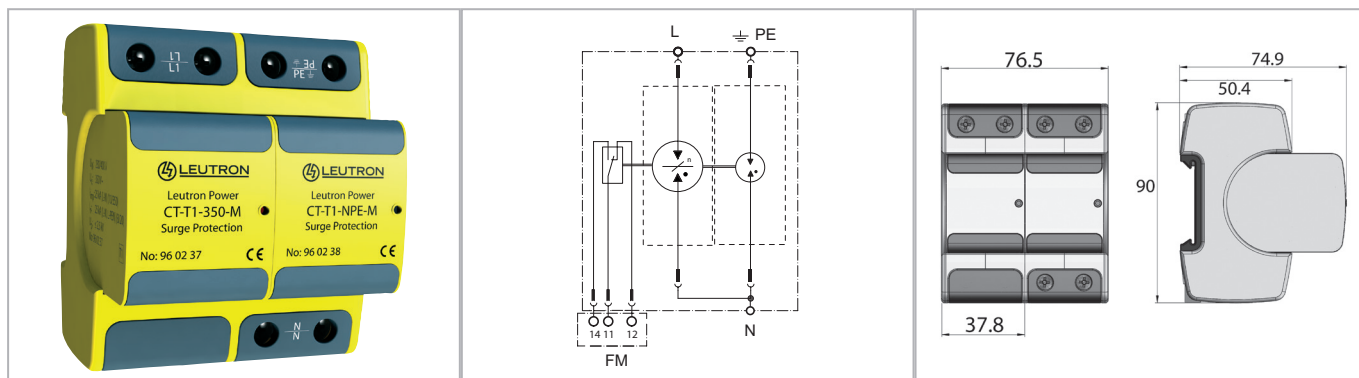 L1
L1
PE
PE
LEUTRON
Leutron Power
CT-T1-350-M
Surge Protection
No: 96 02 37
CE
LEUTRON
Leutron Power
CT-T1-NPE-M
Surge Protection
No: 96 02 38
CE
N
N
L
PE
n
14 11 12
FM
N
76.5
37.8
74.9
50.4
90